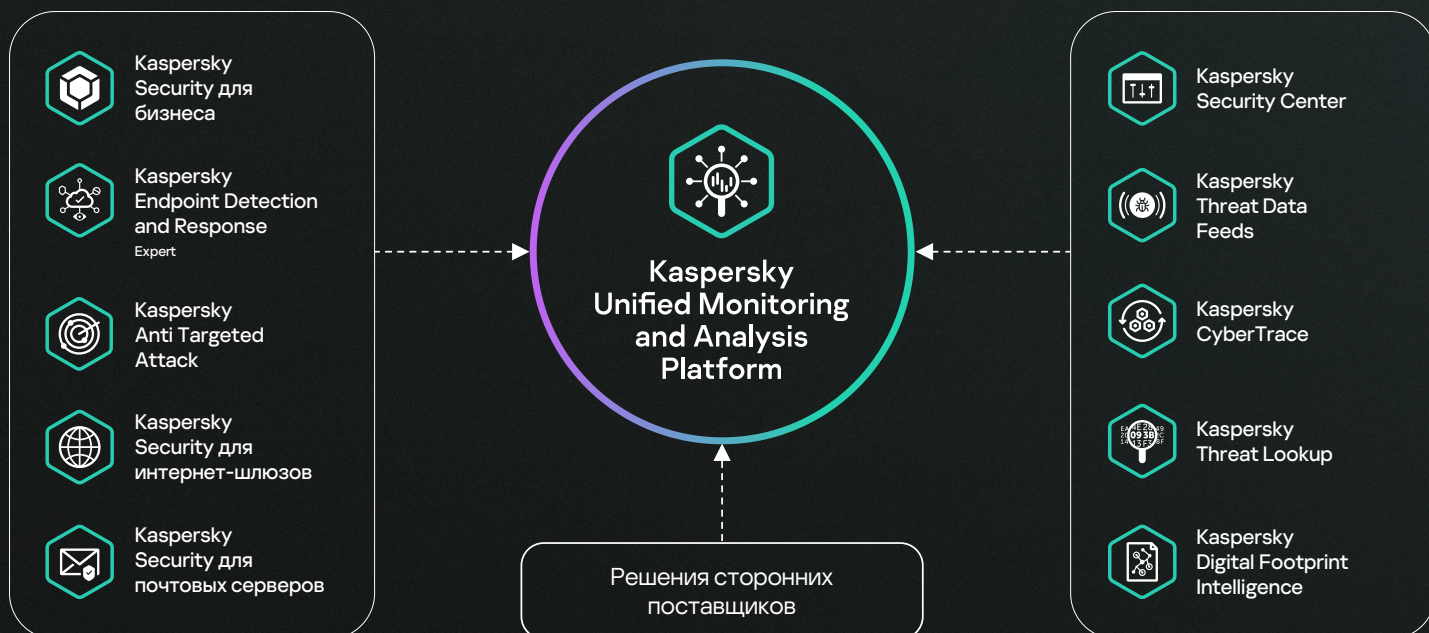 Kaspersky
Security для
бизнеса
Kaspersky
Endpoint Detection
and Response
Expert
Kaspersky
Anti Targeted
Attack
Kaspersky
Security для
интернет-шлюзов
Kaspersky
Security для
почтовых серверов
Kaspersky
Unified Monitoring
and Analysis
Platform
Решения сторонних
поставщиков
Kaspersky
Security Center
Kaspersky
Threat Data
Feeds
Kaspersky
CyberTrace
093B
Kaspersky
Threat Lookup
Kaspersky
Digital Footprint
Intelligence